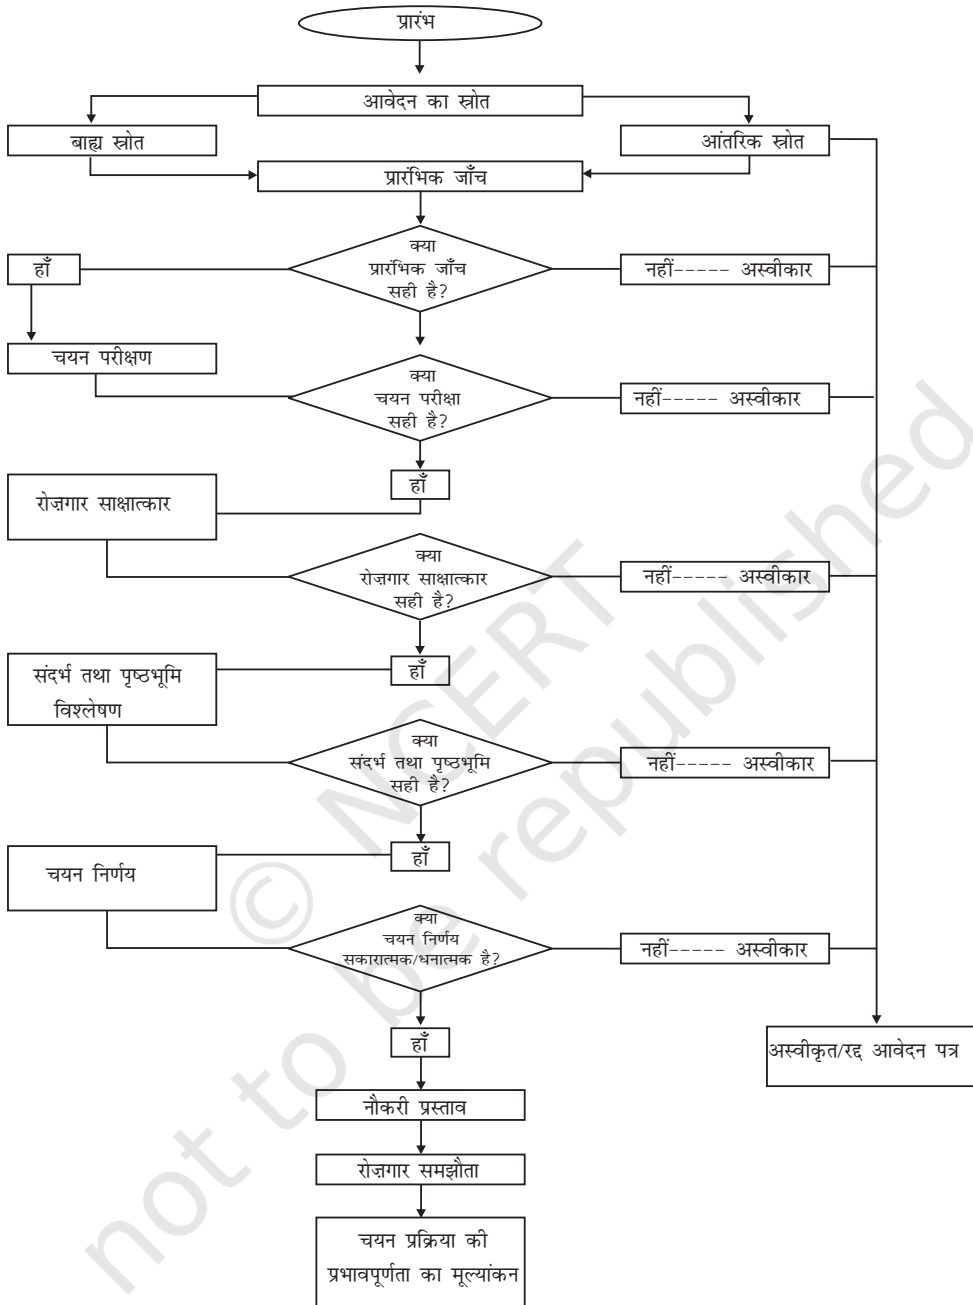 प्रारंभ
आवेदन का स्रोत
बाह्य स्रोत
आंतरिक स्रोत
प्रारंभिक जाँच
क्या
प्रारंभिक जाँच
सही है?
हाँ
नहीं----- अस्वीकार
चयन परीक्षण
क्या
चयन परीक्षा
सही है?
नहीं----- अस्वीकार
हाँ
रोज़गार साक्षात्कार
क्या
रोज़गार साक्षात्कार
सही है?
नहीं----- अस्वीकार
हाँ
संदर्भ तथा पृष्ठभूमि
विश्लेषण
क्या
संदर्भ तथा पृष्ठभूमि
सही है?
नहीं----- अस्वीकार
हाँ
चयन निर्णय
क्या
चयन निर्णय
सकारात्मक/धनात्मक है?
नहीं----- अस्वीकार
हाँ
अस्वीकृत/रद्द आवेदन पत्र
नौकरी प्रस्ताव
रोज़गार समझौता
चयन प्रक्रिया की
प्रभावपूर्णता का मूल्यांकन
© NCERT
not to be republished